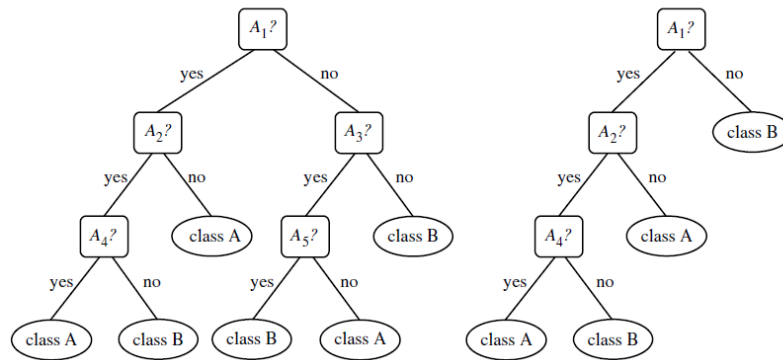 A₁? A₁?
yes no yes no
A₂? A₃? A₂? class B
yes no yes no yes no
A₄? class A A₅? class B A₄? class A
yes no yes no yes no
class A class B class B class A class A class B